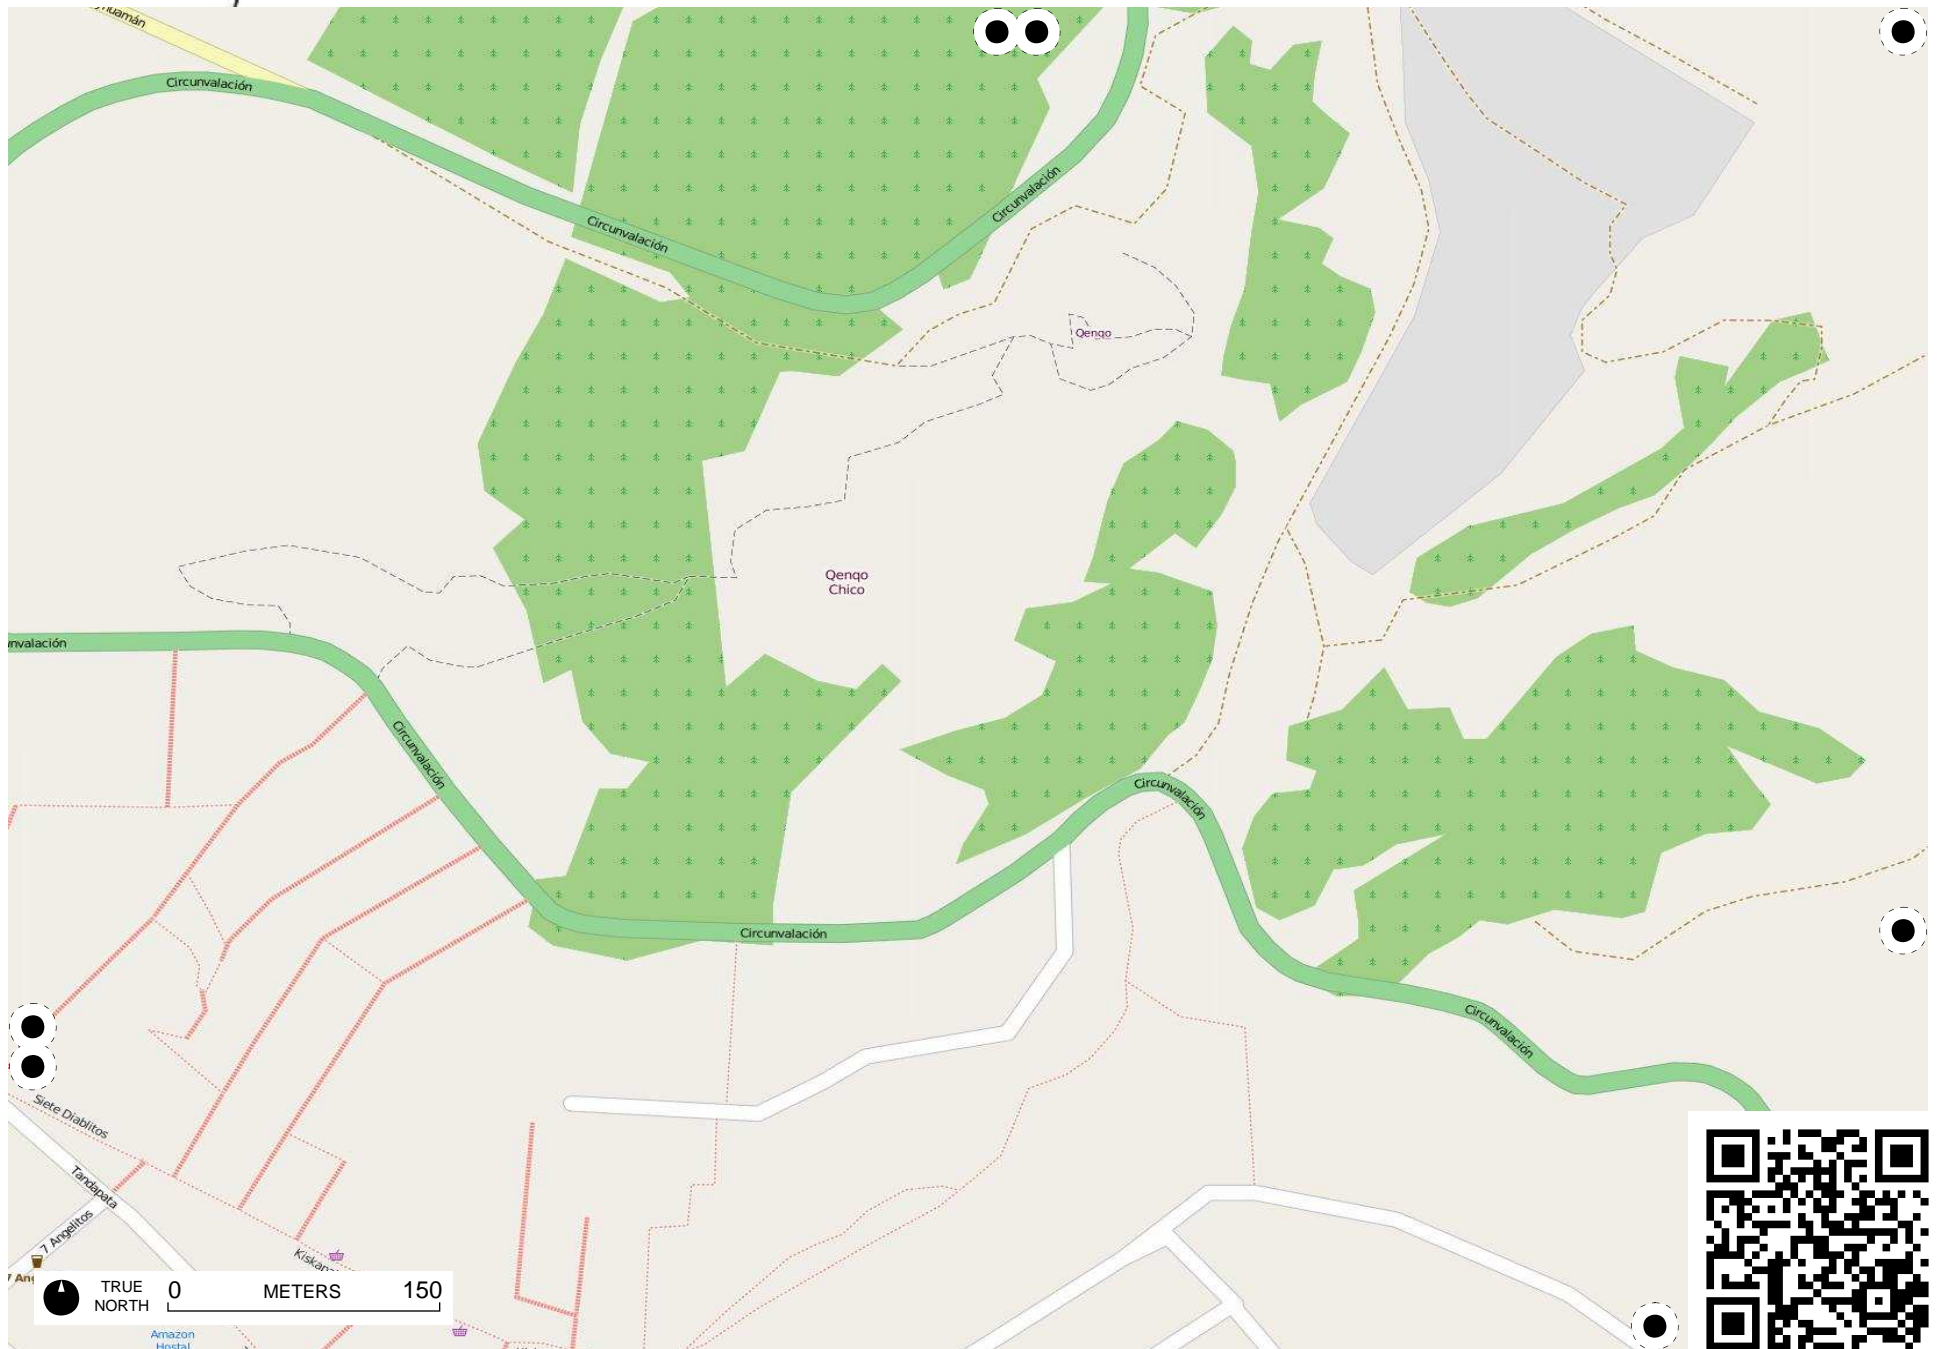 Circunvalación
Circunvalación
Circunvalación
Qenqo
Qenqo
Chico
Circunvalación
Circunvalación
Circunvalación
Circunvalación
Siete Diablitos
Tandapata
7 Angelitos
TRUE
NORTH
0 METERS 150
Amazon
Hostal